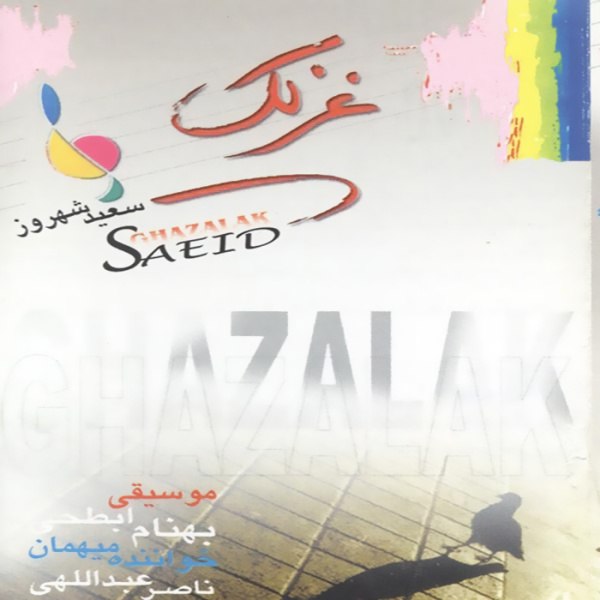 غزلک
سعید شهروز
GHAZALAK
SAEID
GHAZALAK
موسیقی
بهنام ابطحی
خواننده میهمان
ناصر عبداللهی